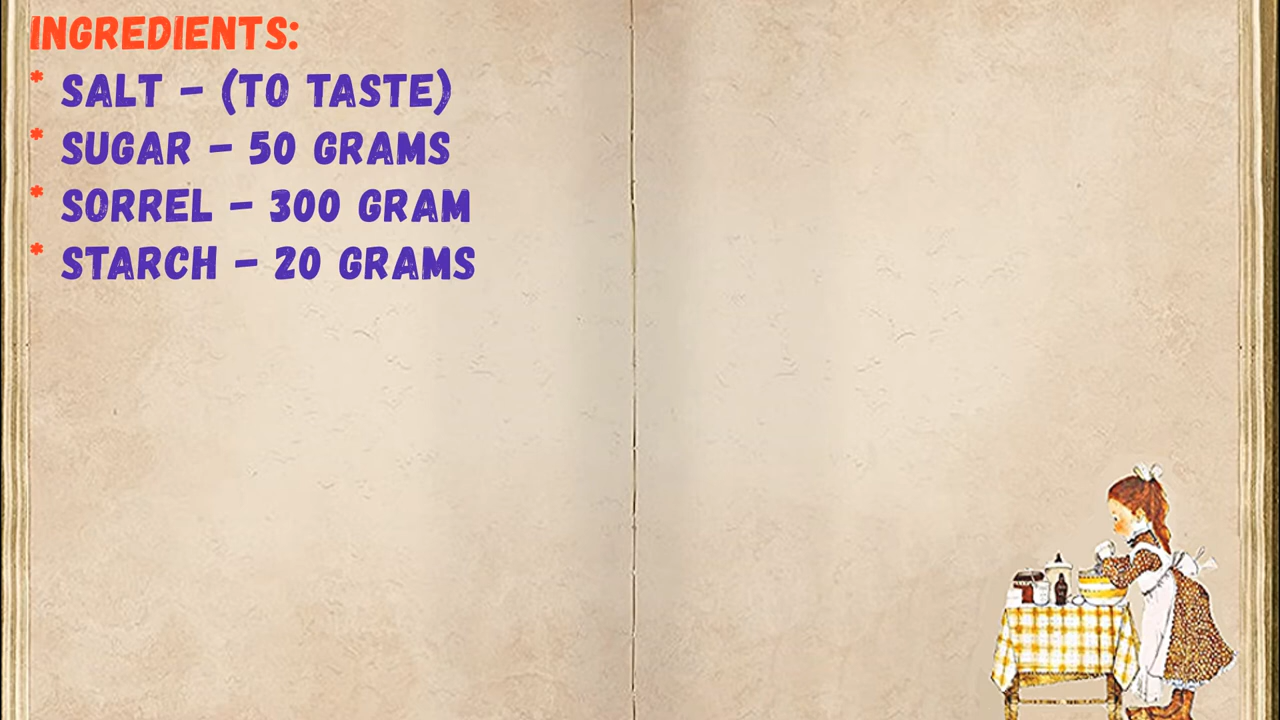 INGREDIENTS:
* SALT – (TO TASTE)
* SUGAR – 50 GRAMS
* SORREL – 300 GRAM
* STARCH – 20 GRAMS